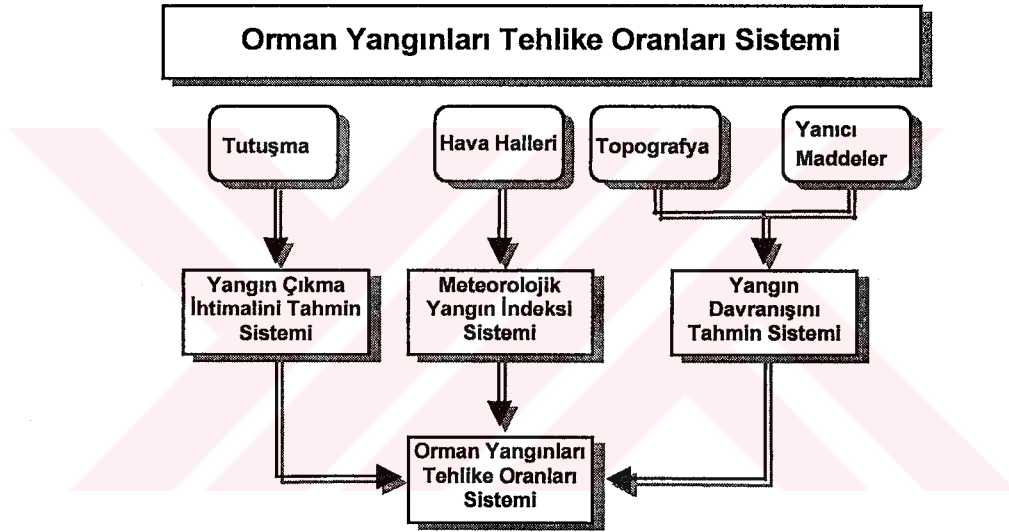 Orman Yangınları Tehlike Oranları Sistemi
Tutuşma
Hava Halleri
Topografya
Yanıcı
Maddeler
Yangın Çıkma
İhtimalini Tahmin
Sistemi
Meteorolojik
Yangın İndeksi
Sistemi
Yangın
Davranışını
Tahmin Sistemi
Orman Yangınları
Tehlike Oranları
Sistemi